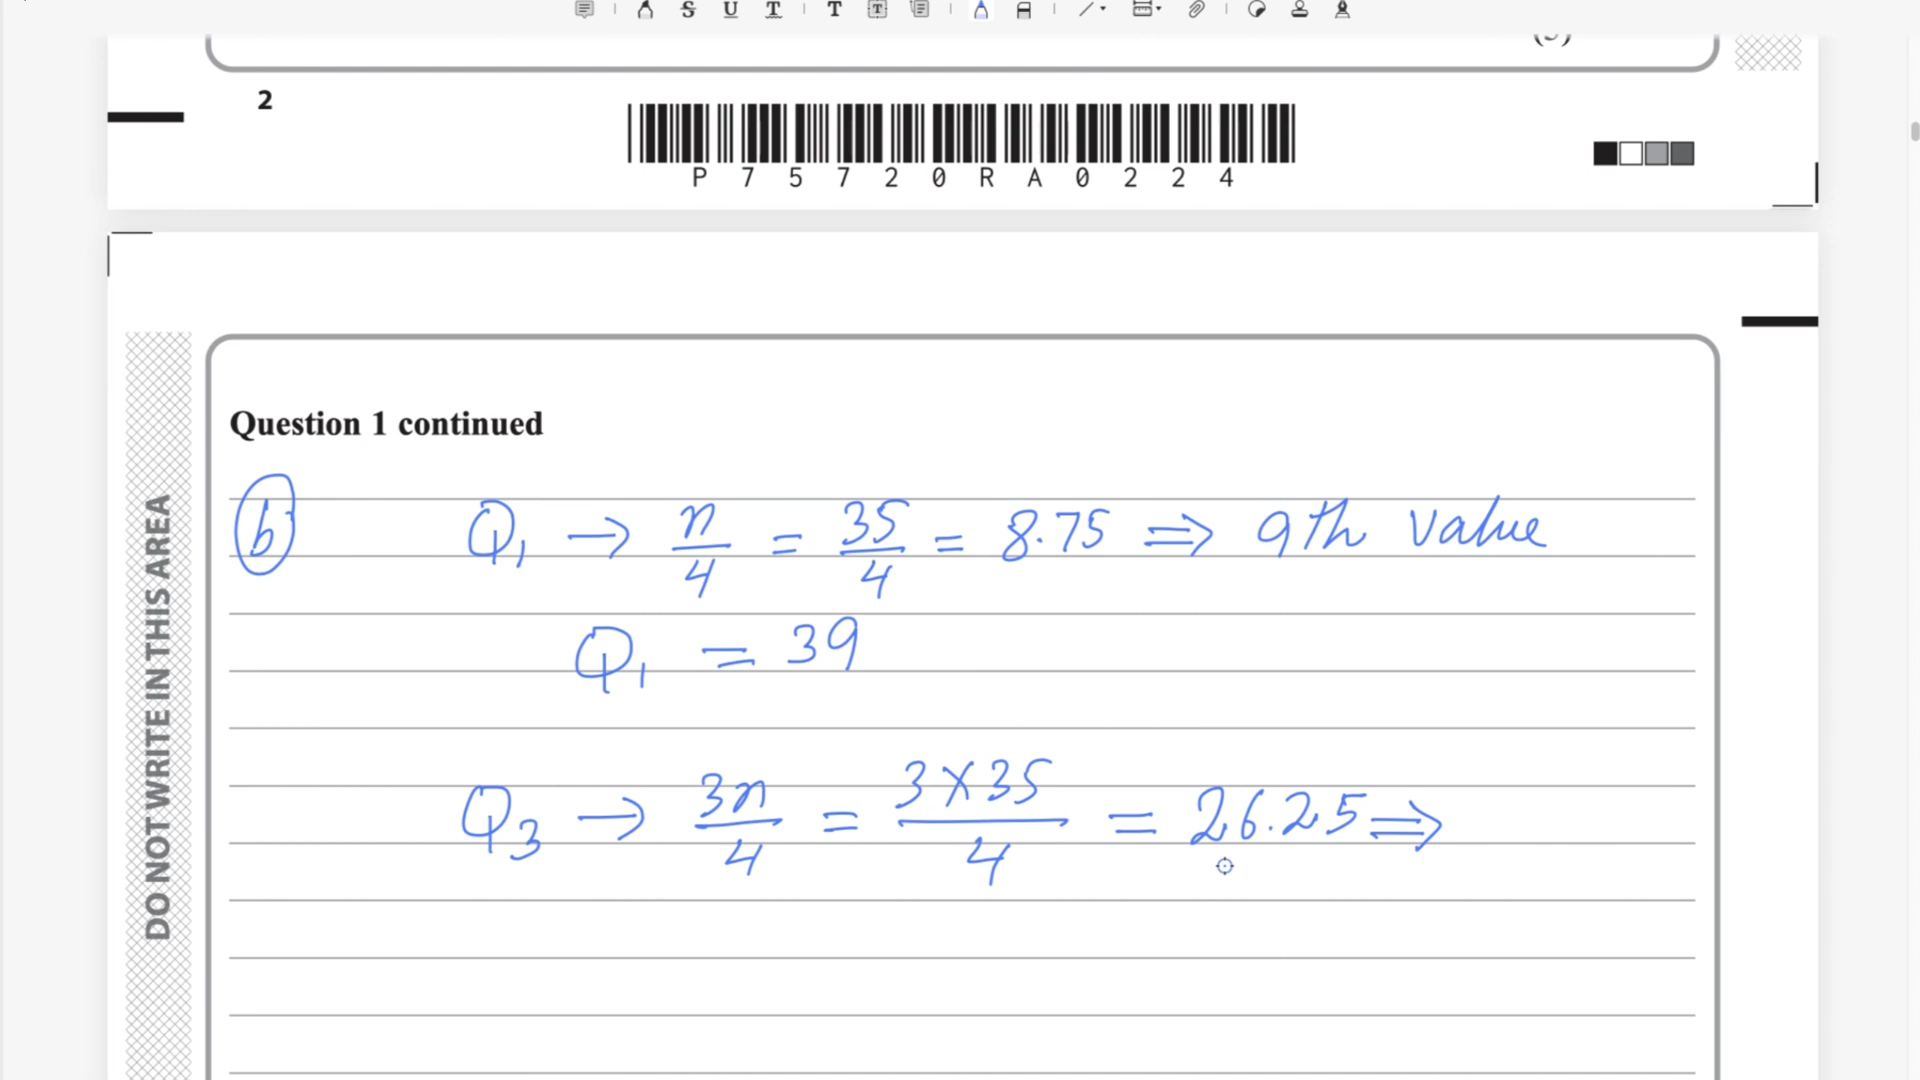 2
P 7 5 7 2 0 R A 0 2 2 4
DO NOT WRITE IN THIS AREA
Question 1 continued
(b) Q₁ → n/4 = 35/4 = 8.75 ⇒ 9th value
Q₁ = 39
Q₃ → 3n/4 = 3×35/4 = 26.25 ⇒